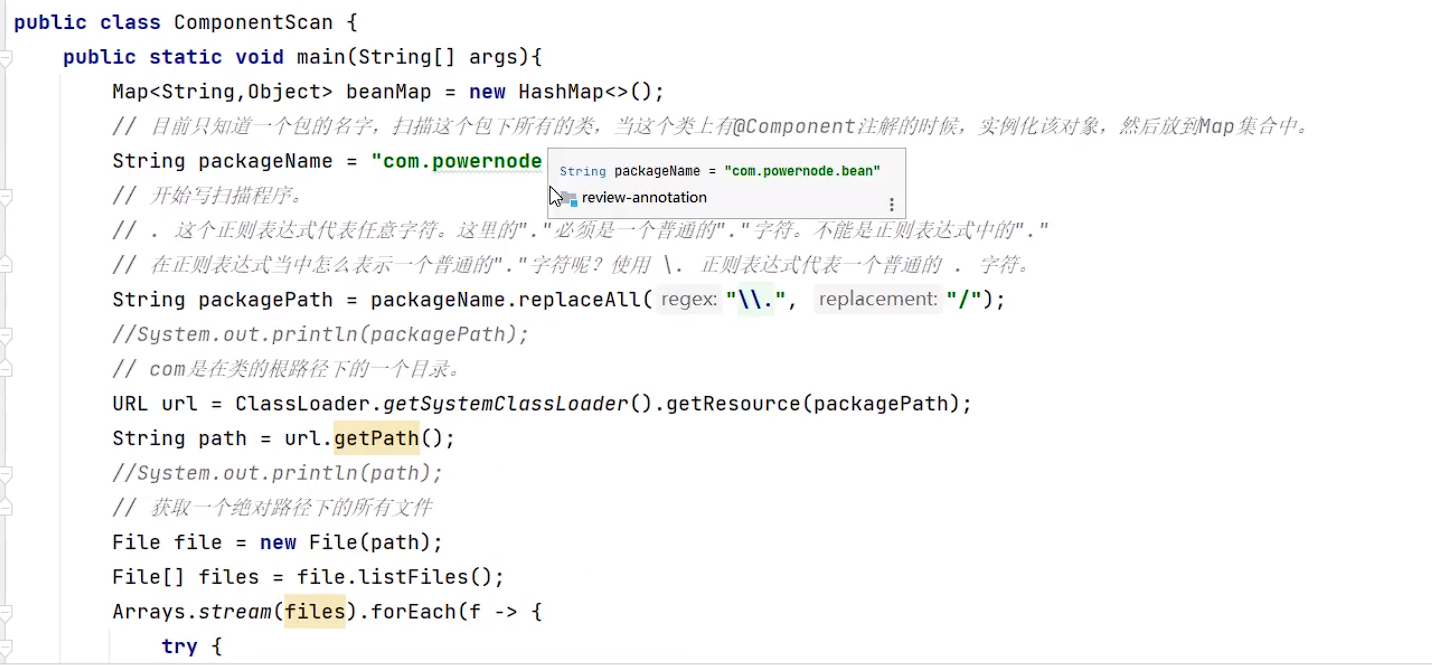 public class ComponentScan {
public static void main(String[] args){
Map<String,Object> beanMap = new HashMap<>();
// 目前只知道一个包的名字，扫描这个包下所有的类，当这个类上有@Component注解的时候，实例化该对象，然后放到Map集合中。
String packageName = "com.powernode
String packageName = "com.powernode.bean"
review-annotation
// 开始写扫描程序。
// . 这个正则表达式代表任意字符。这里的"."必须是一个普通的"."字符。不能是正则表达式中的"."
// 在正则表达式当中怎么表示一个普通的"."字符呢？使用 \. 正则表达式代表一个普通的 . 字符。
String packagePath = packageName.replaceAll( regex: "\\.", replacement: "/");
//System.out.println(packagePath);
// com是在类的根路径下的一个目录。
URL url = ClassLoader.getSystemClassLoader().getResource(packagePath);
String path = url.getPath();
//System.out.println(path);
// 获取一个绝对路径下的所有文件
File file = new File(path);
File[] files = file.listFiles();
Arrays.stream(files).forEach(f -> {
try {